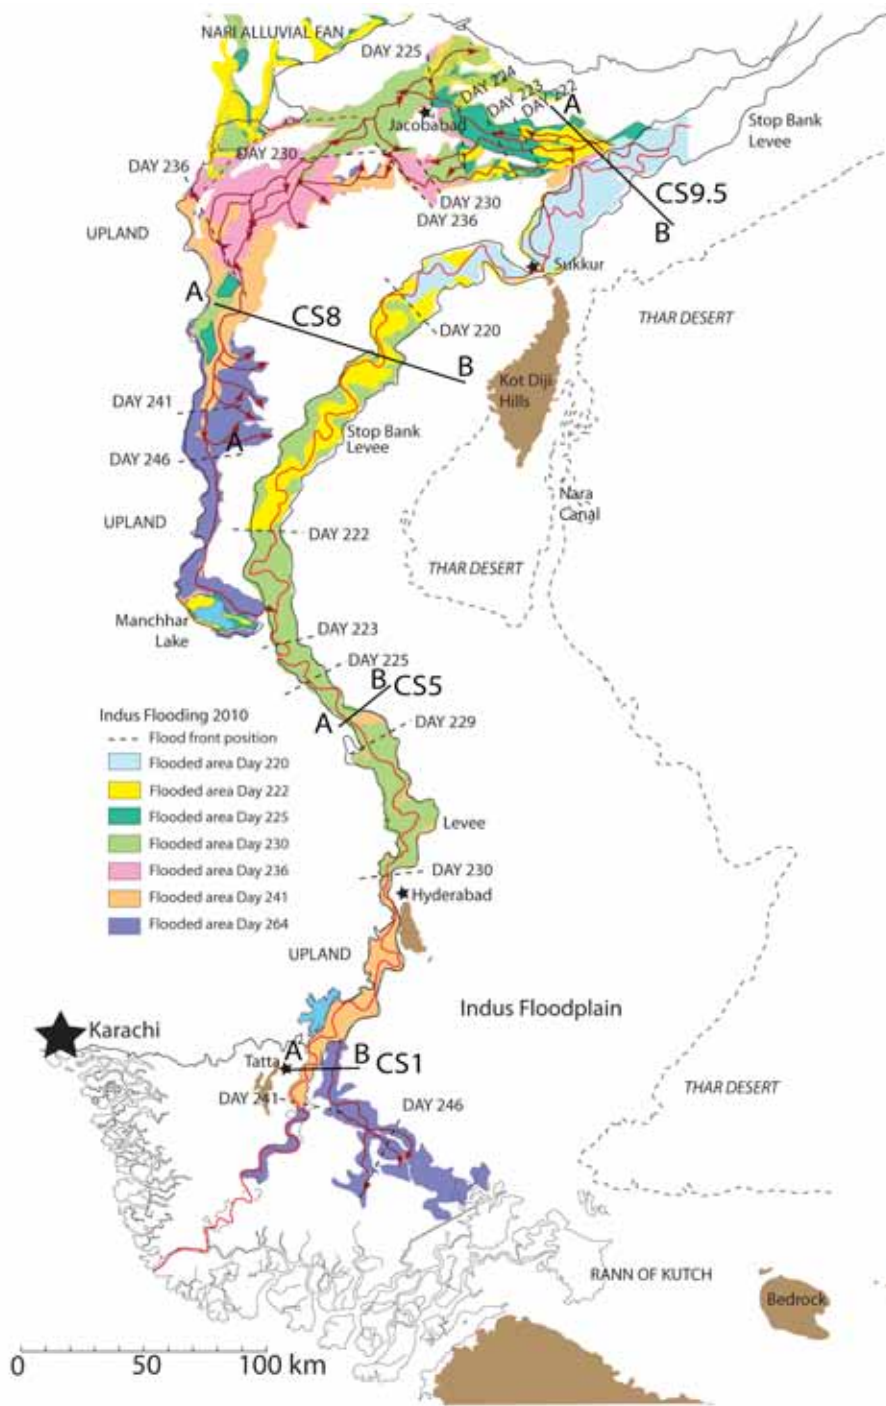 NARI ALLUVIAL FAN
DAY 225
DAY 224
DAY 223
DAY 222
A
Jacobabad
Stop Bank
Levee
DAY 236
DAY 230
CS9.5
DAY 230
DAY 236
B
UPLAND
Sukkur
A
CS8
THAR DESERT
DAY 220
B
Kot Diji
Hills
DAY 241
Stop Bank
Levee
A
DAY 246
Nara
Canal
UPLAND
DAY 222
THAR DESERT
Manchhar
Lake
DAY 223
DAY 225
B
CS5
A
DAY 229
Indus Flooding 2010
Flood front position
Flooded area Day 220
Flooded area Day 222
Flooded area Day 225
Flooded area Day 230
Flooded area Day 236
Flooded area Day 241
Flooded area Day 264
Levee
DAY 230
Hyderabad
UPLAND
Indus Floodplain
Karachi
Tatta
A
B
CS1
DAY 241
DAY 246
THAR DESERT
RANN OF KUTCH
Bedrock
0 50 100 km